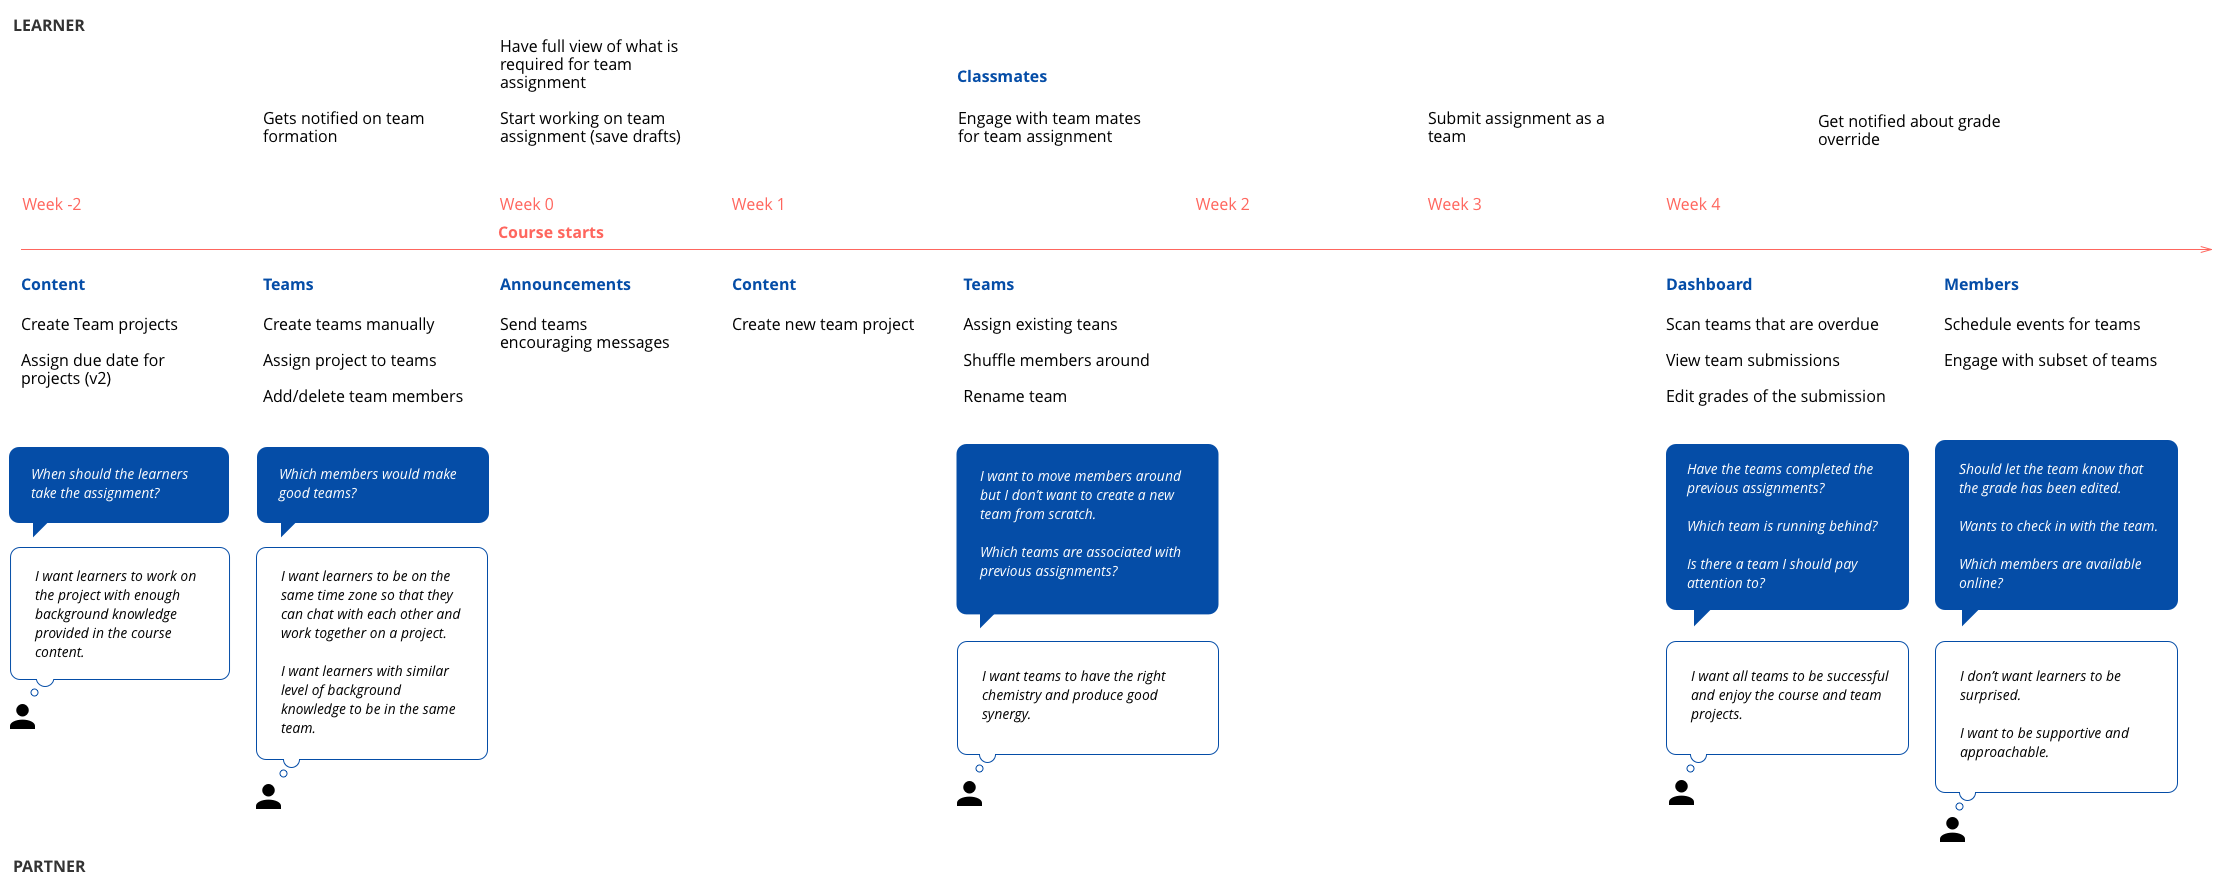 LEARNER
Have full view of what is
required for team
assignment
Classmates
Gets notified on team
formation
Start working on team
assignment (save drafts)
Engage with team mates
for team assignment
Submit assignment as a
team
Get notified about grade
override
Week -2
Week 0
Week 1
Week 2
Week 3
Week 4
Course starts
Content
Create Team projects
Assign due date for
projects (v2)
Teams
Create teams manually
Assign project to teams
Add/delete team members
Announcements
Send teams
encouraging messages
Content
Create new team project
Teams
Assign existing teans
Shuffle members around
Rename team
Dashboard
Scan teams that are overdue
View team submissions
Edit grades of the submission
Members
Schedule events for teams
Engage with subset of teams
When should the learners
take the assignment?
I want learners to work on
the project with enough
background knowledge
provided in the course
content.
Which members would make
good teams?
I want learners to be on the
same time zone so that they
can chat with each other and
work together on a project.
I want learners with similar
level of background
knowledge to be in the same
team.
I want to move members around
but I don't want to create a new
team from scratch.
Which teams are associated with
previous assignments?
I want teams to have the right
chemistry and produce good
synergy.
Have the teams completed the
previous assignments?
Which team is running behind?
Is there a team I should pay
attention to?
I want all teams to be successful
and enjoy the course and team
projects.
Should let the team know that
the grade has been edited.
Wants to check in with the team.
Which members are available
online?
I don't want learners to be
surprised.
I want to be supportive and
approachable.
PARTNER